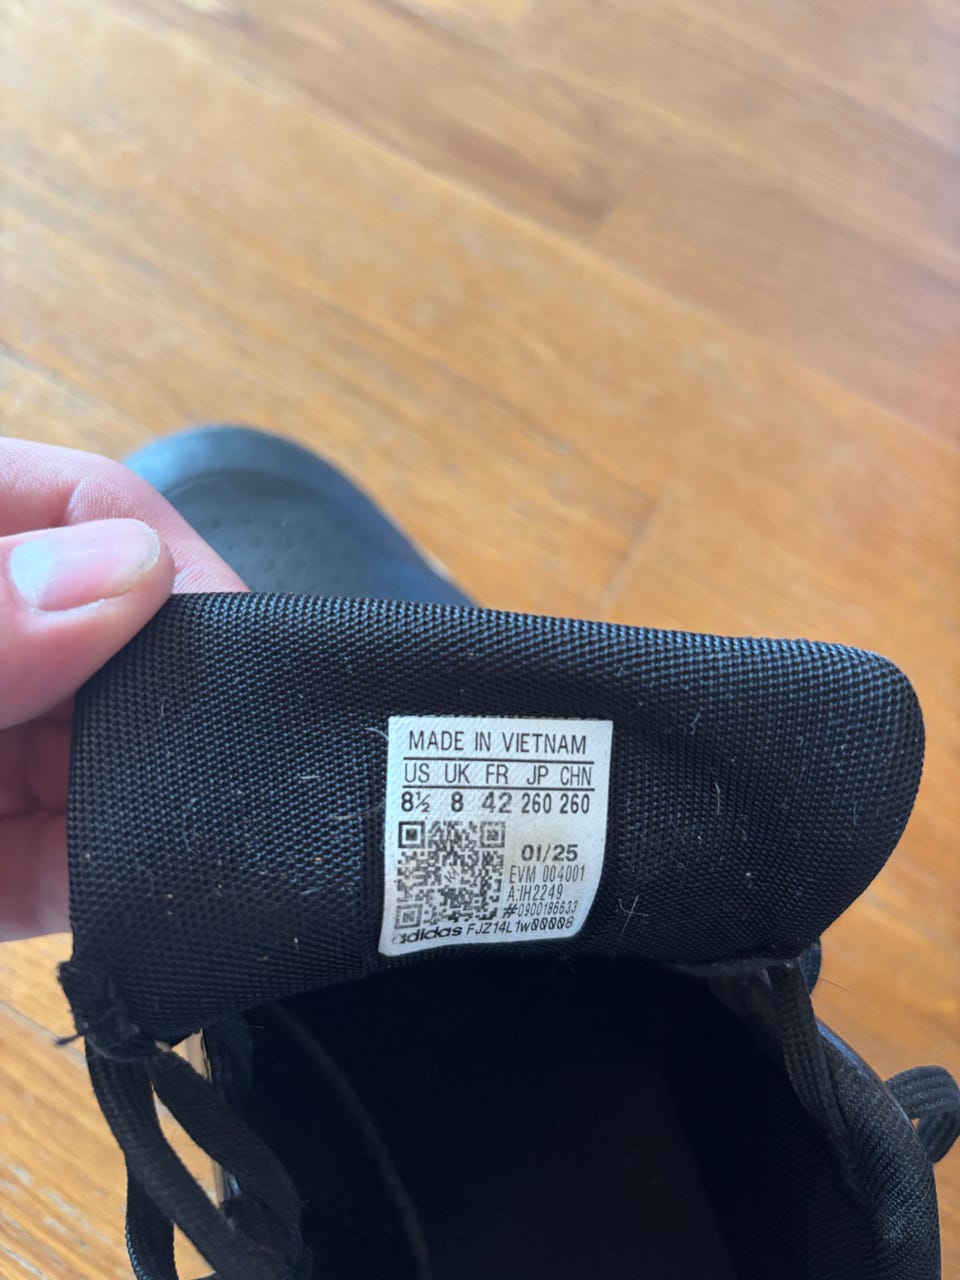 MADE IN VIETNAM
US UK FR JP CHN
8½ 8 42 260 260
01/25
EVM 004001
A:IH2249
#0900186633
adidas FJZ14L1w00008